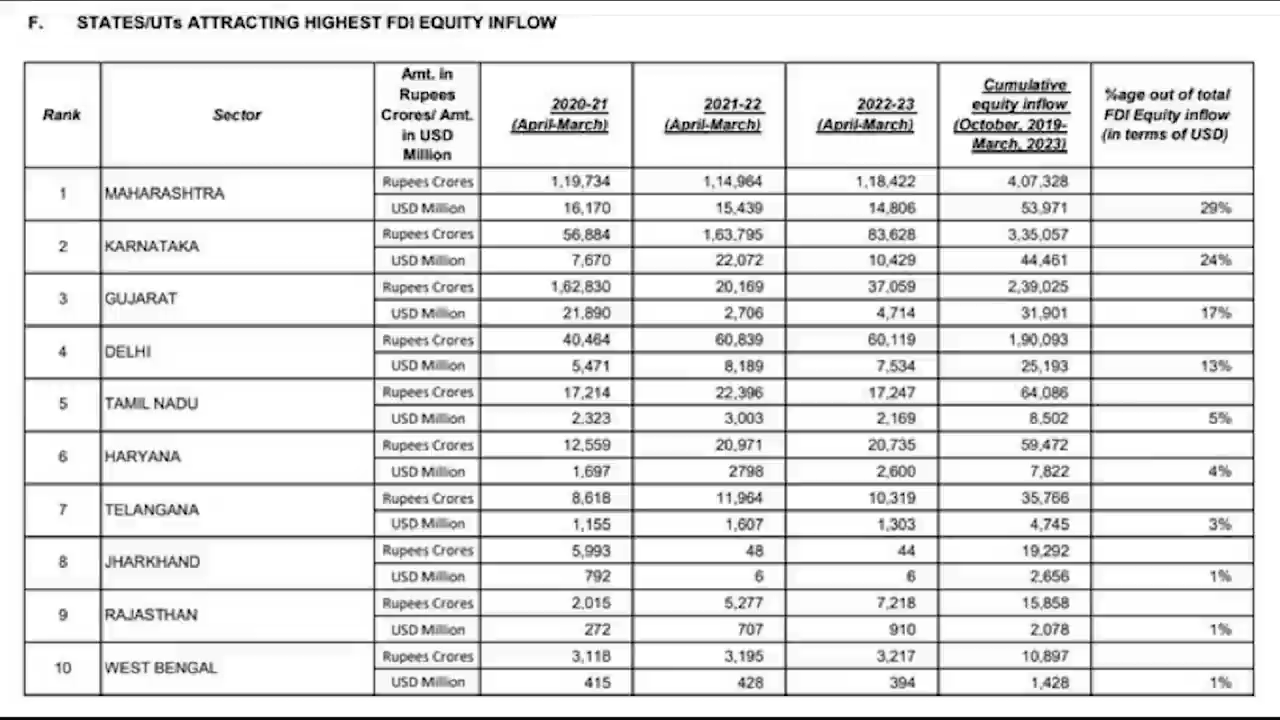 F. STATES/UTs ATTRACTING HIGHEST FDI EQUITY INFLOW
Rank Sector Amt. in Rupees Crores/ Amt. in USD Million 2020-21 (April-March) 2021-22 (April-March) 2022-23 (April-March) Cumulative equity inflow (October, 2019- March, 2023) %age out of total FDI Equity inflow (in terms of USD)
1 MAHARASHTRA Rupees Crores 1,19,734 1,14,964 1,18,422 4,07,328
USD Million 16,170 15,439 14,806 53,971 29%
2 KARNATAKA Rupees Crores 56,884 1,63,795 83,628 3,35,057
USD Million 7,670 22,072 10,429 44,461 24%
3 GUJARAT Rupees Crores 1,62,830 20,169 37,059 2,39,025
USD Million 21,890 2,706 4,714 31,901 17%
4 DELHI Rupees Crores 40,464 60,839 60,119 1,90,093
USD Million 5,471 8,189 7,534 25,193 13%
5 TAMIL NADU Rupees Crores 17,214 22,396 17,247 64,086
USD Million 2,323 3,003 2,169 8,502 5%
6 HARYANA Rupees Crores 12,559 20,971 20,735 59,472
USD Million 1,697 2798 2,600 7,822 4%
7 TELANGANA Rupees Crores 8,618 11,964 10,319 35,766
USD Million 1,155 1,607 1,303 4,745 3%
8 JHARKHAND Rupees Crores 5,993 48 44 19,292
USD Million 792 6 6 2,656 1%
9 RAJASTHAN Rupees Crores 2,015 5,277 7,218 15,858
USD Million 272 707 910 2,078 1%
10 WEST BENGAL Rupees Crores 3,118 3,195 3,217 10,897
USD Million 415 428 394 1,428 1%